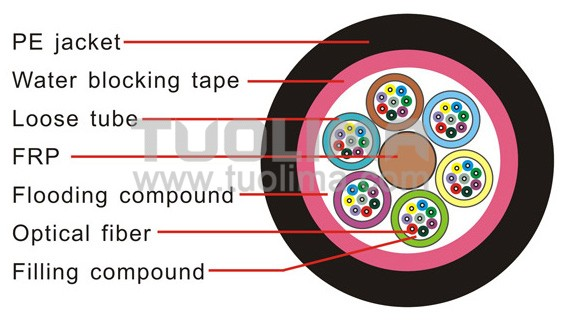 PE jacket
Water blocking tape
Loose tube
FRP
Flooding compound
Optical fiber
Filling compound
TUOLIMA
www.tuolima.com